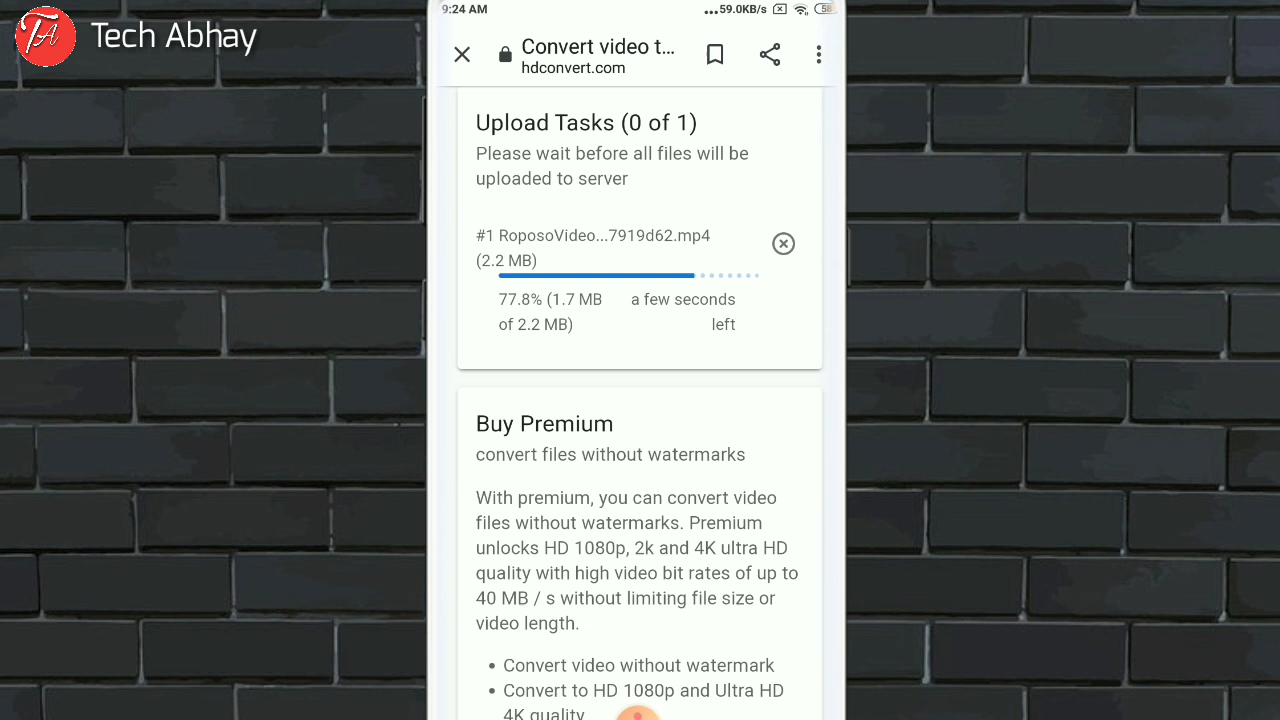 TA
Tech Abhay
9:24 AM
...59.0KB/s
58
Convert video t...
hdconvert.com
Upload Tasks (0 of 1)
Please wait before all files will be
uploaded to server
#1 RoposoVideo...7919d62.mp4
(2.2 MB)
77.8% (1.7 MB
of 2.2 MB)
a few seconds
left
Buy Premium
convert files without watermarks
With premium, you can convert video
files without watermarks. Premium
unlocks HD 1080p, 2k and 4K ultra HD
quality with high video bit rates of up to
40 MB / s without limiting file size or
video length.
• Convert video without watermark
• Convert to HD 1080p and Ultra HD
4K quality